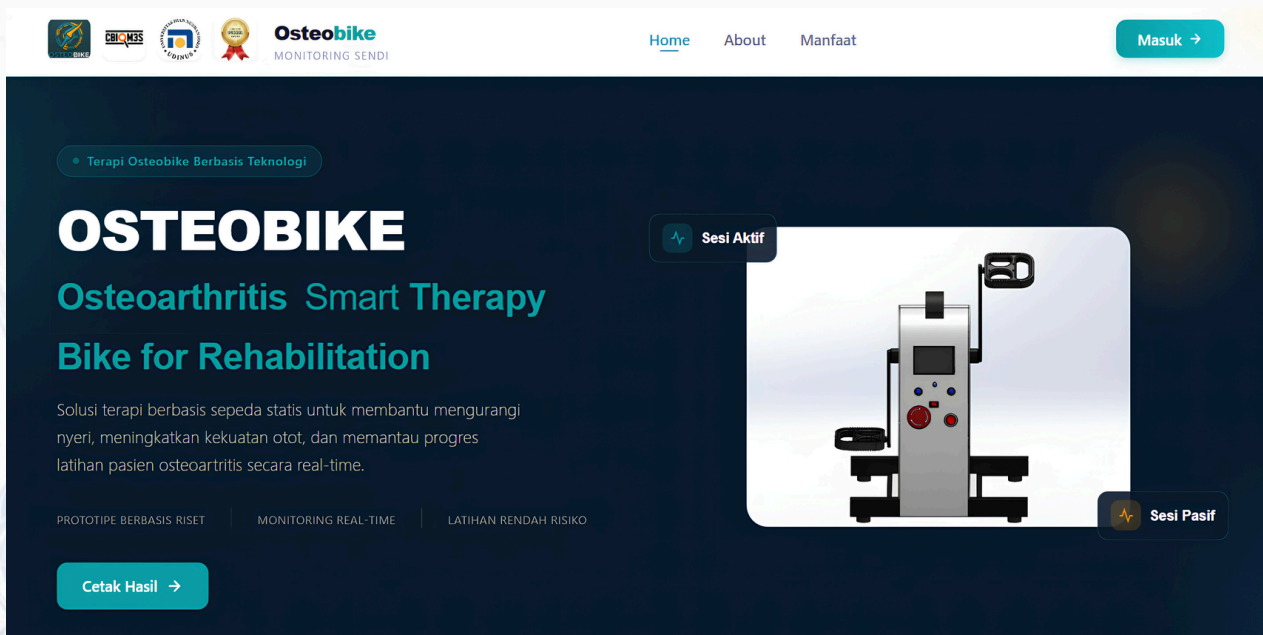 OSTEOBIKE
CBIOM3S
UDINUS
Osteobike
MONITORING SENDI
Home
About
Manfaat
Masuk →
Terapi Osteobike Berbasis Teknologi
OSTEOBIKE
Osteoarthritis Smart Therapy
Bike for Rehabilitation
Solusi terapi berbasis sepeda statis untuk membantu mengurangi
nyeri, meningkatkan kekuatan otot, dan memantau progres
latihan pasien osteoartritis secara real-time.
PROTOTIPE BERBASIS RISET
MONITORING REAL-TIME
LATIHAN RENDAH RISIKO
Cetak Hasil →
Sesi Aktif
Sesi Pasif